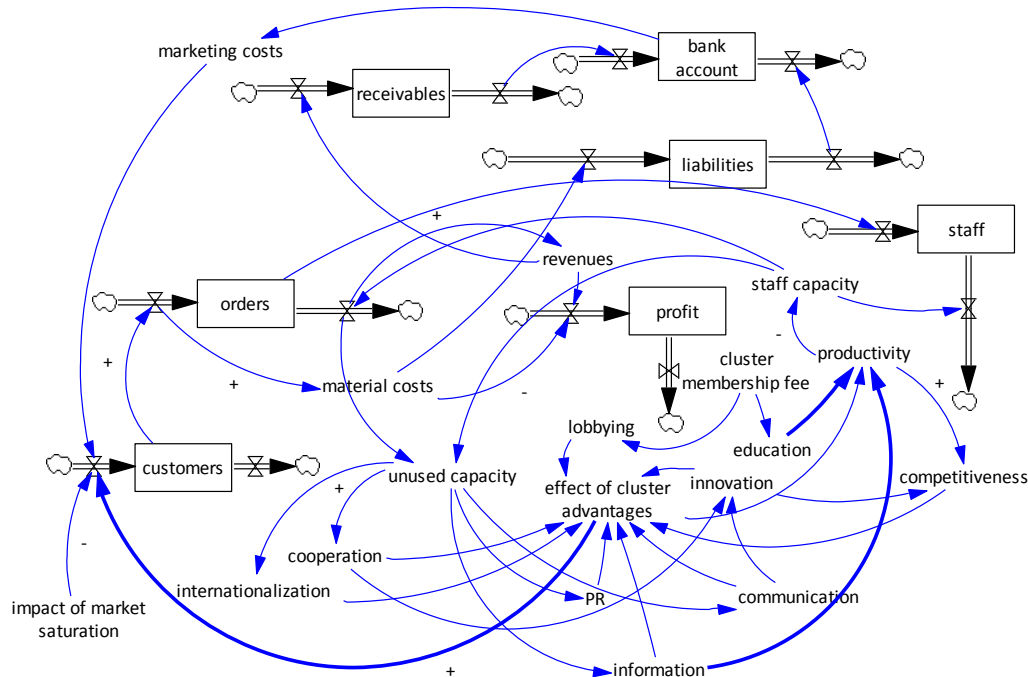 marketing costs
bank
account
receivables
liabilities
staff
+
revenues
staff capacity
orders
profit
-
productivity
+
+
material costs
-
cluster
membership fee
+
lobbying
education
customers
unused capacity
+
effect of cluster
advantages
innovation
competitiveness
-
cooperation
internationalization
PR
communication
impact of market
saturation
+
information